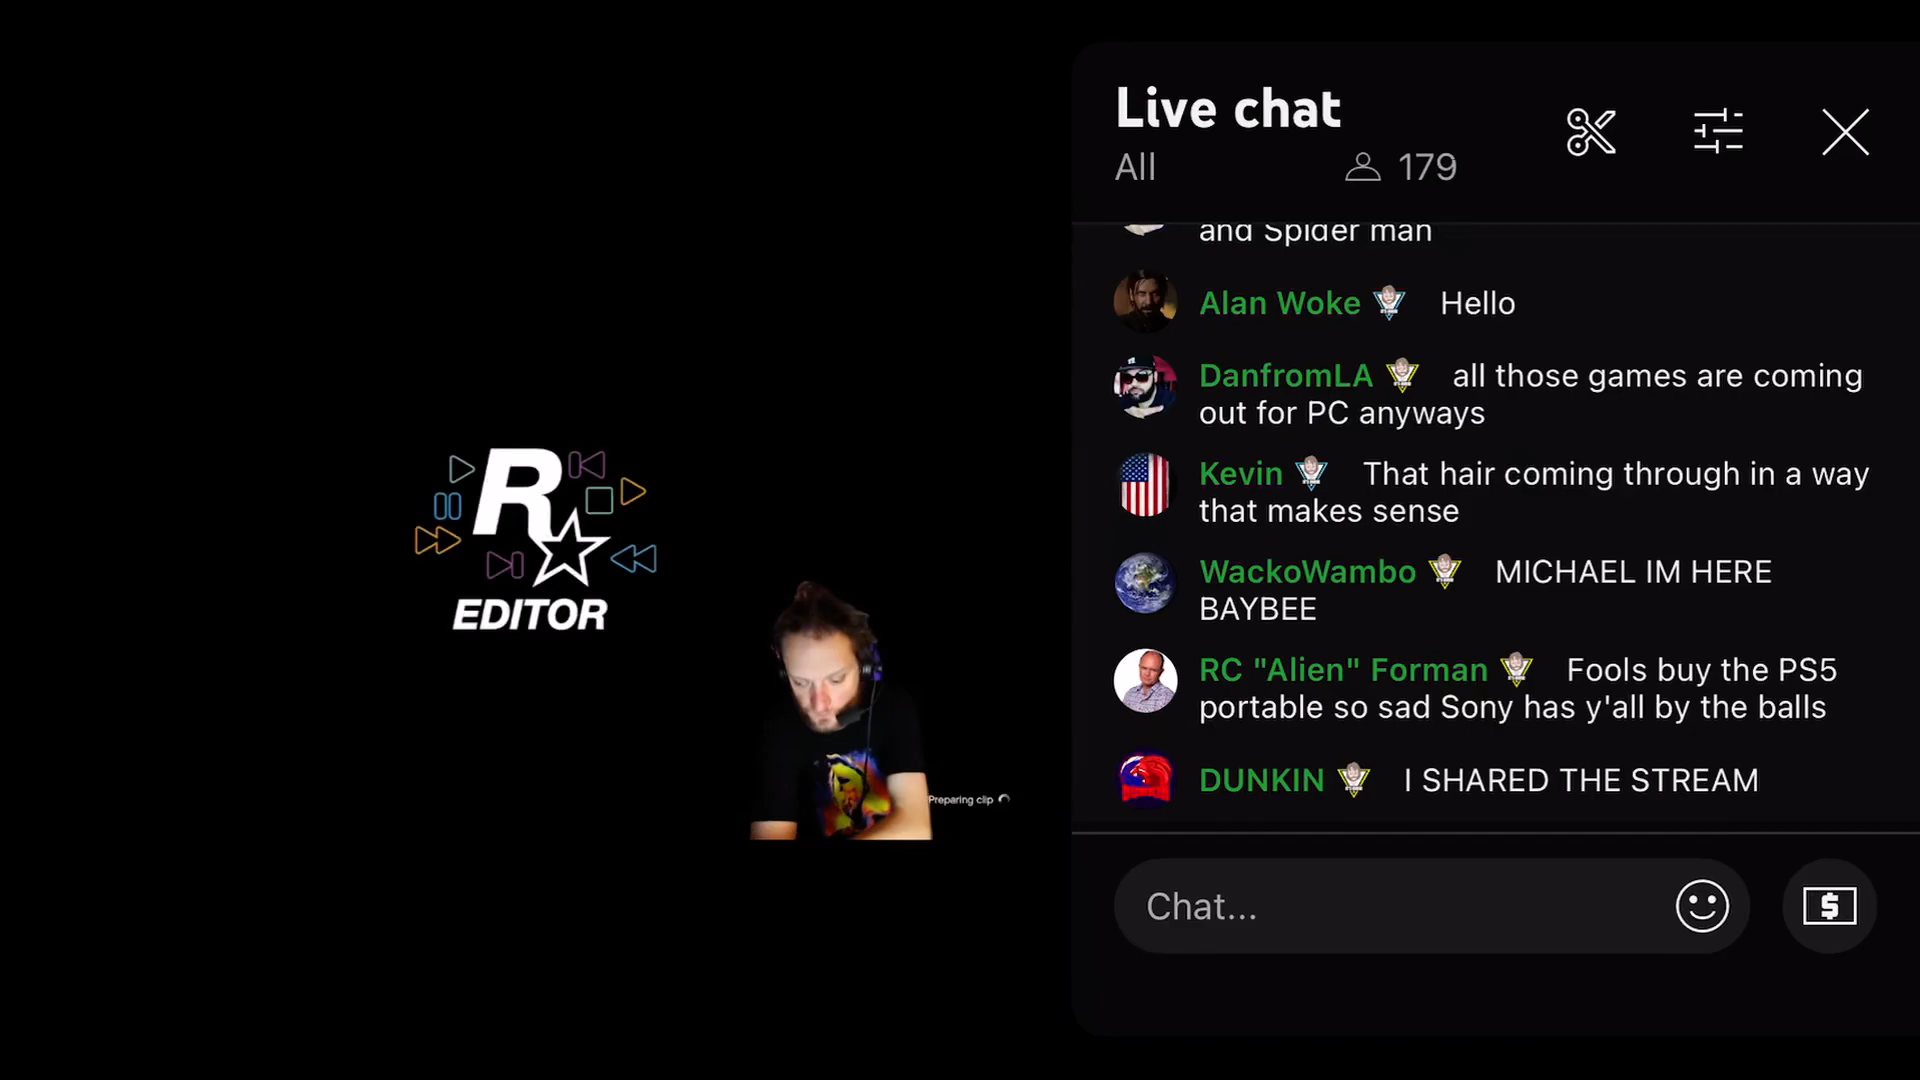 Live chat
All
179
and Spider man
Alan Woke Hello
DanfromLA all those games are coming
out for PC anyways
Kevin That hair coming through in a way
that makes sense
WackoWambo MICHAEL IM HERE
BAYBEE
RC "Alien" Forman Fools buy the PS5
portable so sad Sony has y'all by the balls
DUNKIN I SHARED THE STREAM
Chat...
$
R
EDITOR
Preparing clip